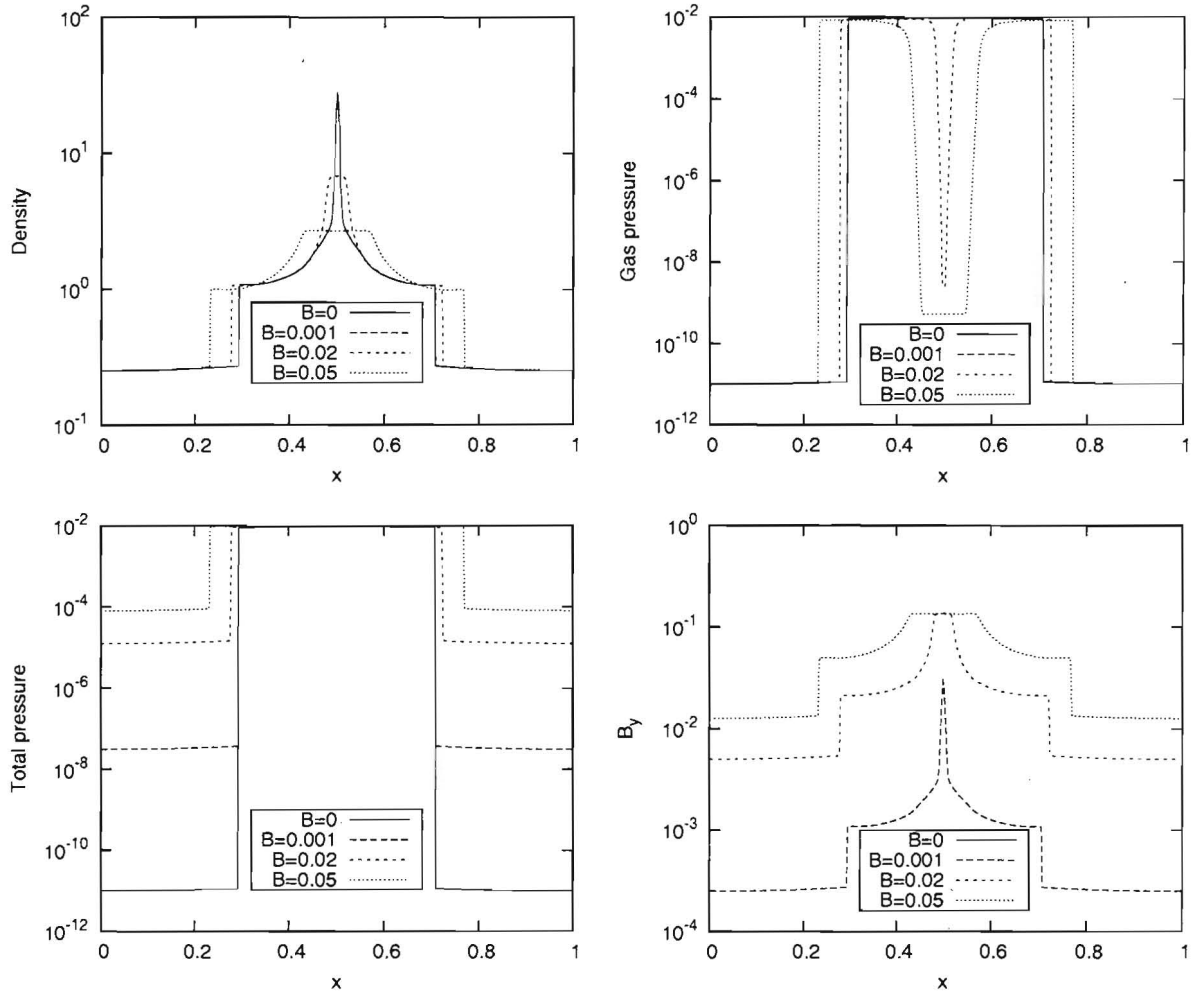 Density
10^2
10^1
10^0
10^-1
B=0
B=0.001
B=0.02
B=0.05
0 0.2 0.4 0.6 0.8 1
x
Gas pressure
10^-2
10^-4
10^-6
10^-8
10^-10
10^-12
B=0
B=0.001
B=0.02
B=0.05
0 0.2 0.4 0.6 0.8 1
x
Total pressure
10^-2
10^-4
10^-6
10^-8
10^-10
10^-12
B=0
B=0.001
B=0.02
B=0.05
0 0.2 0.4 0.6 0.8 1
x
B_y
10^0
10^-1
10^-2
10^-3
10^-4
B=0
B=0.001
B=0.02
B=0.05
0 0.2 0.4 0.6 0.8 1
x